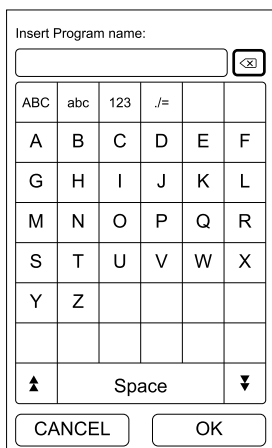 Insert Program name:
ABC abc 123 ./=
A B C D E F
G H I J K L
M N O P Q R
S T U V W X
Y Z
Space
CANCEL OK